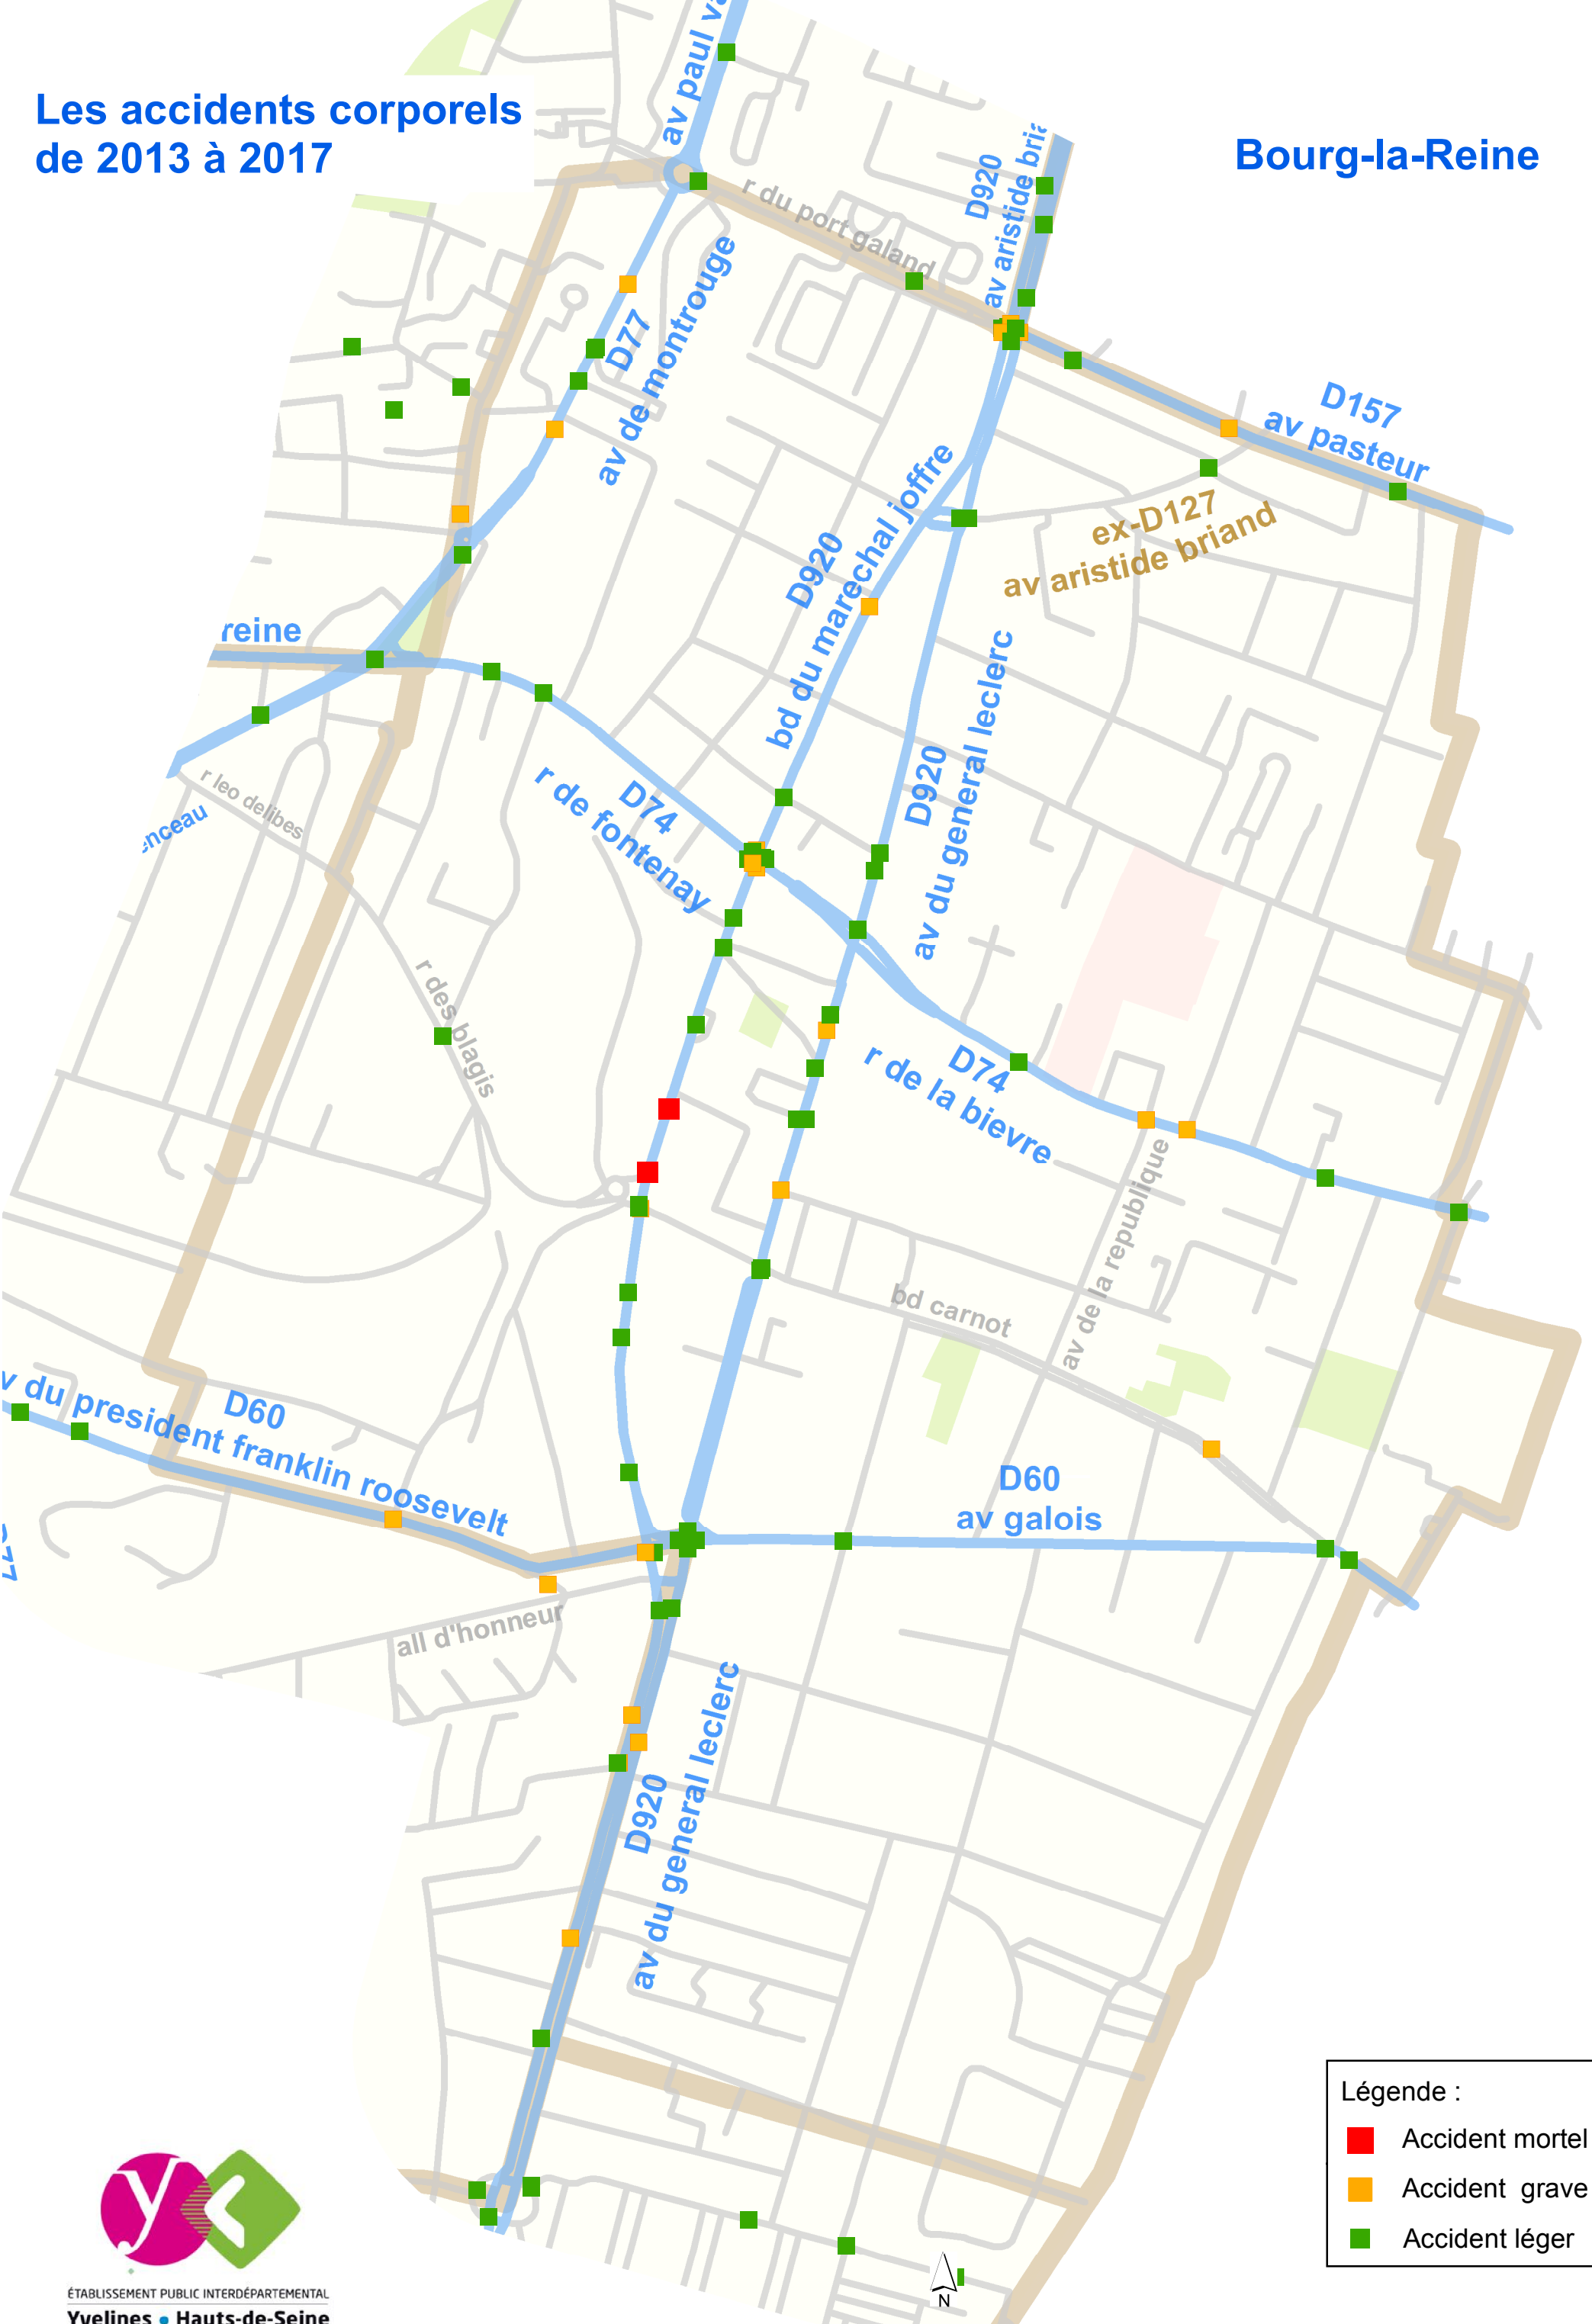 Les accidents corporels
de 2013 à 2017
Bourg-la-Reine
av paul
r du port galand
D920
av aristide
D77
av de montrouge
D157
av pasteur
ex-D127
av aristide briand
D920
bd du marechal joffre
reine
D920
av du general leclerc
r leo delibes
enceau
D74
r de fontenay
r des blagis
D74
r de la bievre
av de la republique
bd carnot
D60
v du president franklin roosevelt
D60
av galois
all d'honneur
D920
av du general leclerc
Légende :
Accident mortel
Accident grave
Accident léger
N
ÉTABLISSEMENT PUBLIC INTERDÉPARTEMENTAL
Yvelines • Hauts-de-Seine